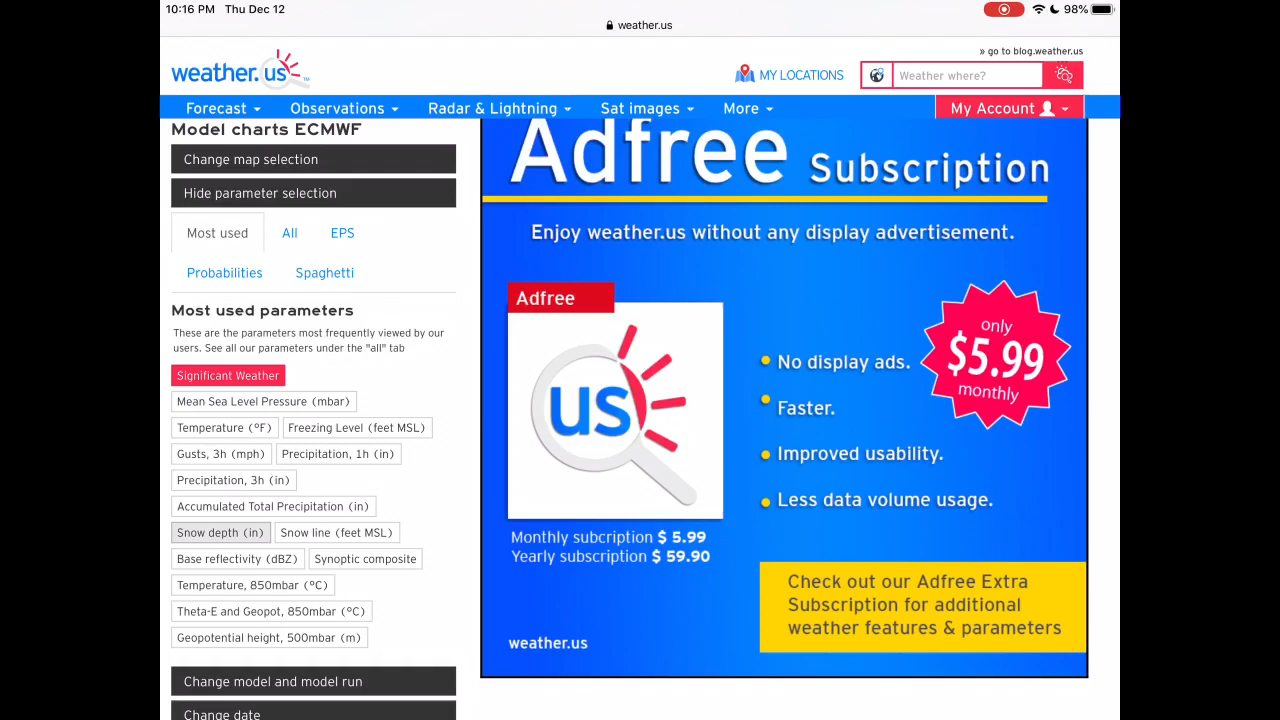 10:16 PM Thu Dec 12
98%
weather.us
» go to blog.weather.us
weather.us™
MY LOCATIONS
Weather where?
Forecast
Observations
Radar & Lightning
Sat images
More
My Account
Model charts ECMWF
Change map selection
Hide parameter selection
Most used
All
EPS
Probabilities
Spaghetti
Most used parameters
These are the parameters most frequently viewed by our
users. See all our parameters under the "all" tab
Significant Weather
Mean Sea Level Pressure (mbar)
Temperature (°F)
Freezing Level (feet MSL)
Gusts, 3h (mph)
Precipitation, 1h (in)
Precipitation, 3h (in)
Accumulated Total Precipitation (in)
Snow depth (in)
Snow line (feet MSL)
Base reflectivity (dBZ)
Synoptic composite
Temperature, 850mbar (°C)
Theta-E and Geopot, 850mbar (°C)
Geopotential height, 500mbar (m)
Change model and model run
Change date
Adfree Subscription
Enjoy weather.us without any display advertisement.
Adfree
us
Monthly subcription $ 5.99
Yearly subscription $ 59.90
No display ads.
Faster.
Improved usability.
Less data volume usage.
only
$5.99
monthly
Check out our Adfree Extra
Subscription for additional
weather features & parameters
weather.us